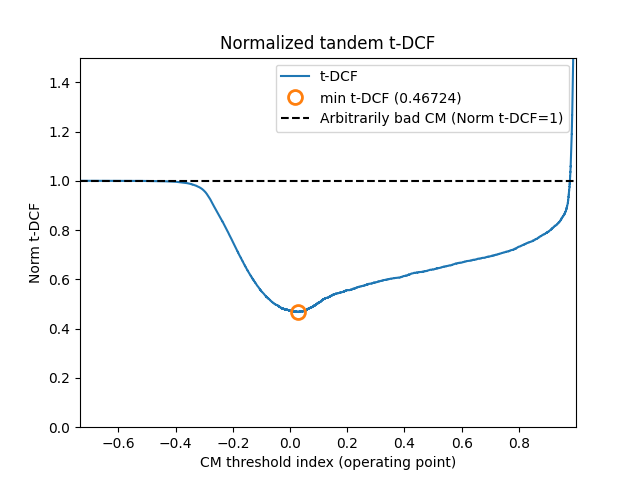 Normalized tandem t-DCF
t-DCF
min t-DCF (0.46724)
Arbitrarily bad CM (Norm t-DCF=1)
Norm t-DCF
1.4
1.2
1.0
0.8
0.6
0.4
0.2
0.0
−0.6 −0.4 −0.2 0.0 0.2 0.4 0.6 0.8
CM threshold index (operating point)